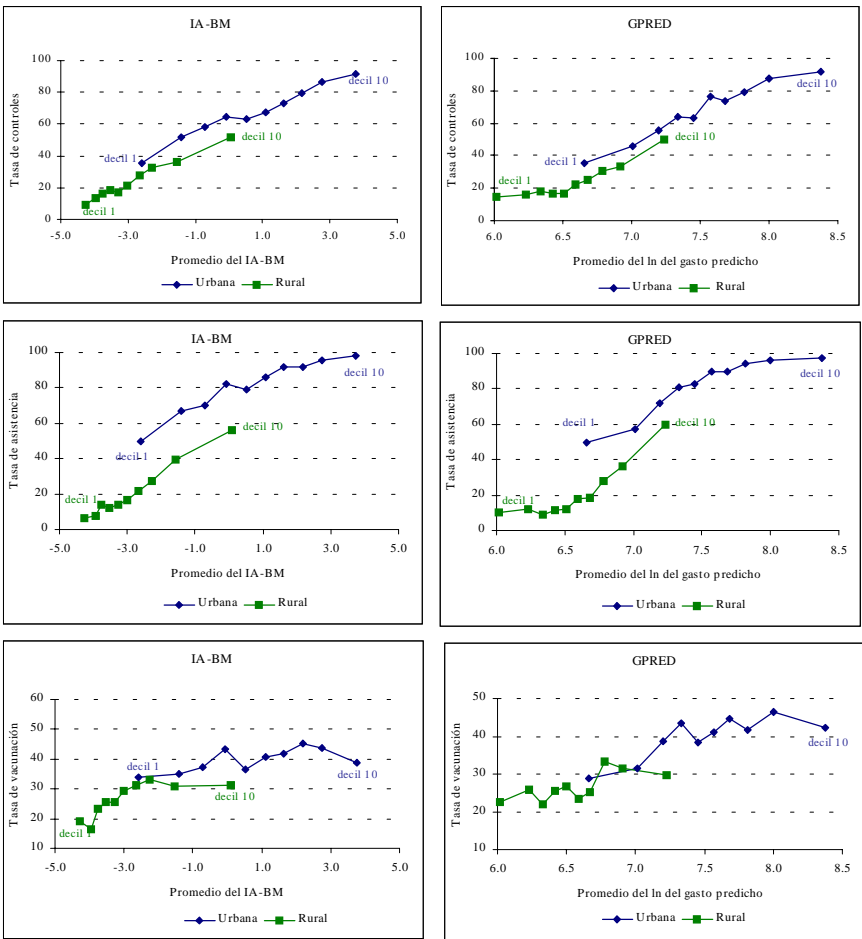 IA-BM
Tasa de controles
100
80
60
40
20
0
decil 10
decil 1
decil 10
decil 1
-5.0 -3.0 -1.0 1.0 3.0 5.0
Promedio del IA-BM
Urbana Rural
GPRED
Tasa de controles
100
80
60
40
20
0
decil 10
decil 10
decil 1
decil 1
6.0 6.5 7.0 7.5 8.0 8.5
Promedio del ln del gasto predicho
Urbana Rural
IA-BM
Tasa de asistencia
100
80
60
40
20
0
decil 10
decil 10
decil 1
decil 1
-5.0 -3.0 -1.0 1.0 3.0 5.0
Promedio del IA-BM
Urbana Rural
GPRED
Tasa de asistencia
100
80
60
40
20
0
decil 10
decil 1
decil 10
decil 1
6.0 6.5 7.0 7.5 8.0 8.5
Promedio del ln del gasto predicho
Urbana Rural
IA-BM
Tasa de vacunación
60
50
40
30
20
10
decil 1
decil 10
decil 10
decil 1
-5.0 -3.0 -1.0 1.0 3.0 5.0
Promedio del IA-BM
Urbana Rural
GPRED
Tasa de vacunación
50
40
30
20
10
decil 10
6.0 6.5 7.0 7.5 8.0 8.5
Promedio del ln del gasto predicho
Urbana Rural